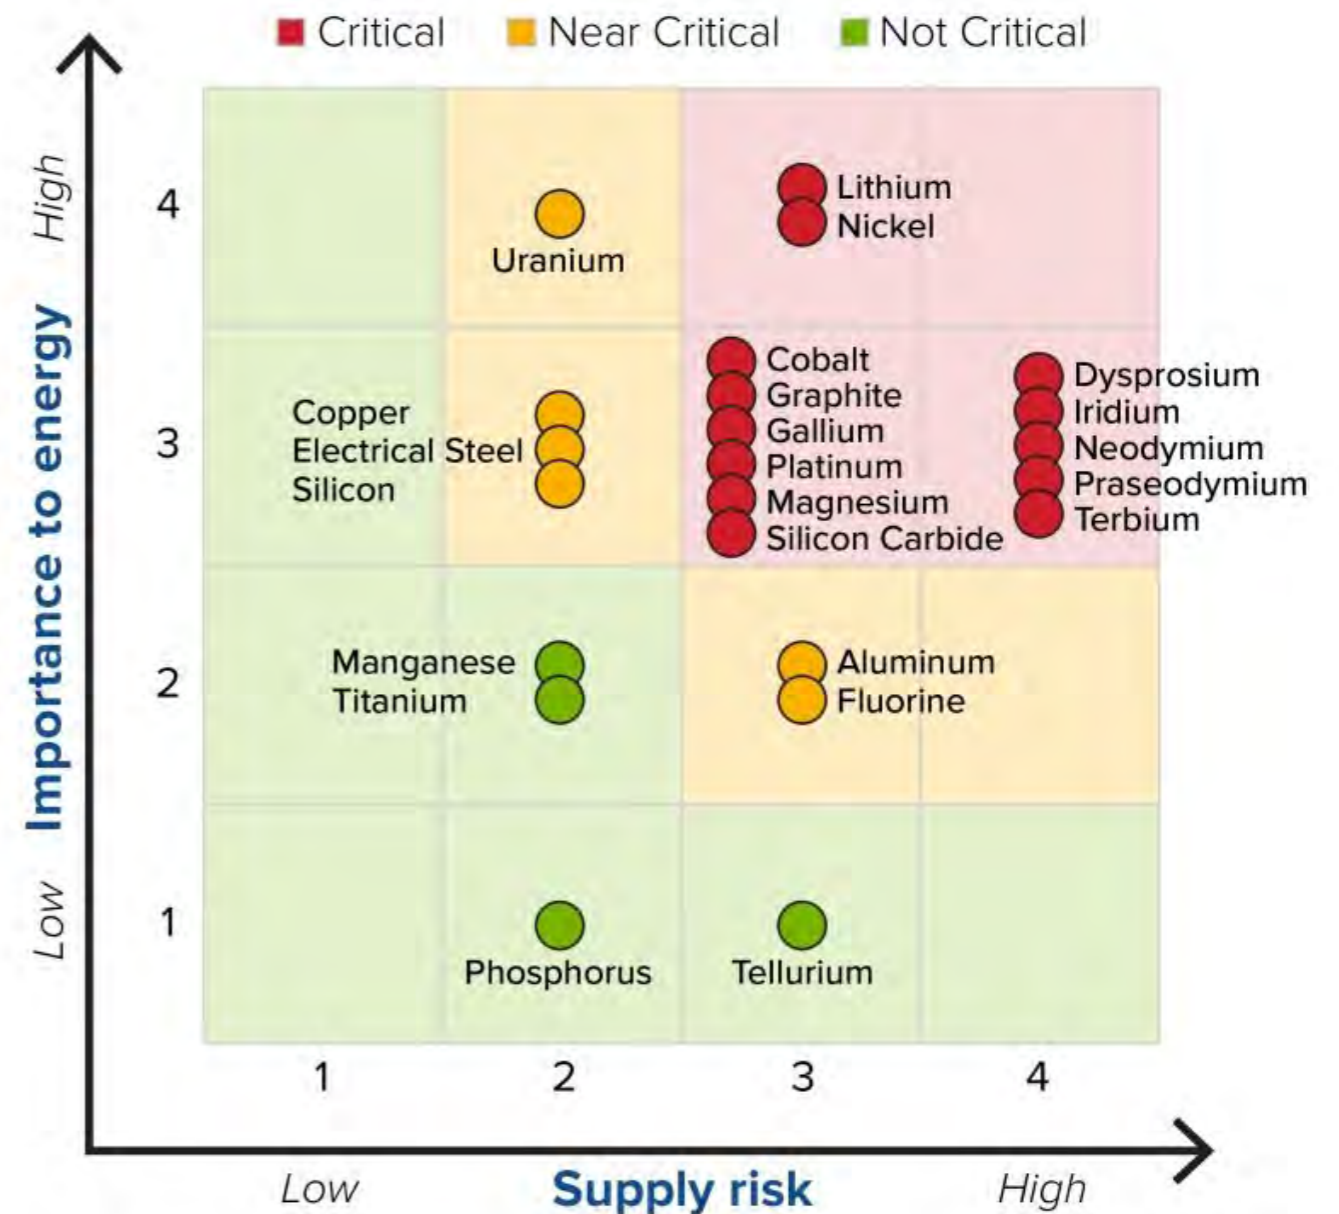 Critical Near Critical Not Critical
High
Importance to energy
Low
4
3
2
1
Uranium
Lithium
Nickel
Copper
Electrical Steel
Silicon
Cobalt
Graphite
Gallium
Platinum
Magnesium
Silicon Carbide
Dysprosium
Iridium
Neodymium
Praseodymium
Terbium
Manganese
Titanium
Aluminum
Fluorine
Phosphorus
Tellurium
1 2 3 4
Low Supply risk High